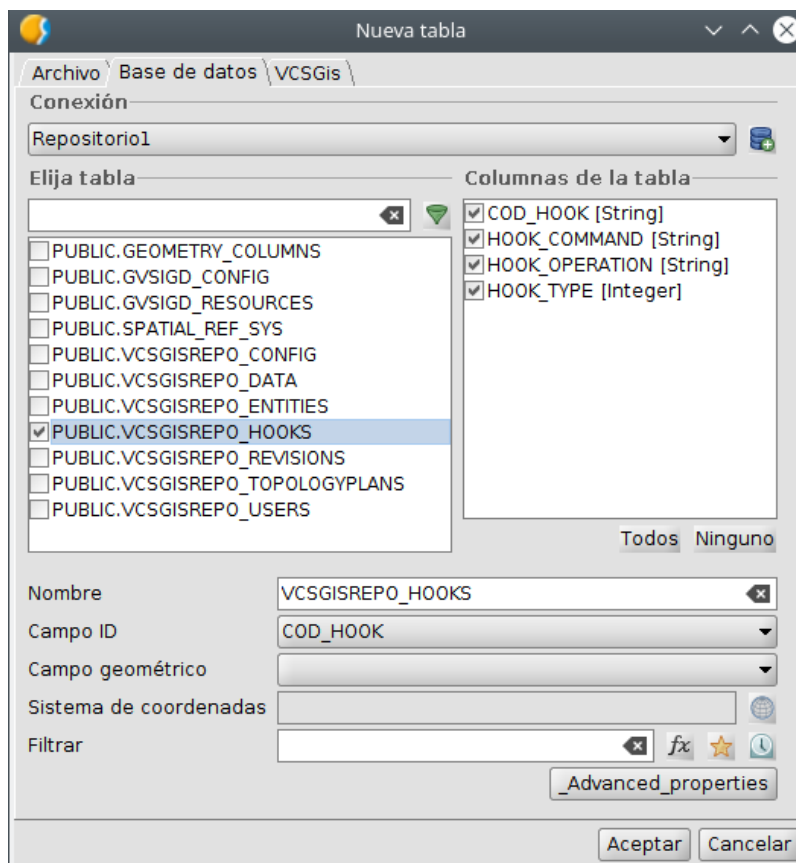 Nueva tabla
Archivo Base de datos VCSGis
Conexión
Repositorio1
Elija tabla
PUBLIC.GEOMETRY_COLUMNS
PUBLIC.GVSIGD_CONFIG
PUBLIC.GVSIGD_RESOURCES
PUBLIC.SPATIAL_REF_SYS
PUBLIC.VCSGISREPO_CONFIG
PUBLIC.VCSGISREPO_DATA
PUBLIC.VCSGISREPO_ENTITIES
PUBLIC.VCSGISREPO_HOOKS
PUBLIC.VCSGISREPO_REVISIONS
PUBLIC.VCSGISREPO_TOPOLOGYPLANS
PUBLIC.VCSGISREPO_USERS
Columnas de la tabla
COD_HOOK [String]
HOOK_COMMAND [String]
HOOK_OPERATION [String]
HOOK_TYPE [Integer]
Todos Ninguno
Nombre VCSGISREPO_HOOKS
Campo ID COD_HOOK
Campo geométrico
Sistema de coordenadas
Filtrar fx
_Advanced_properties
Aceptar Cancelar